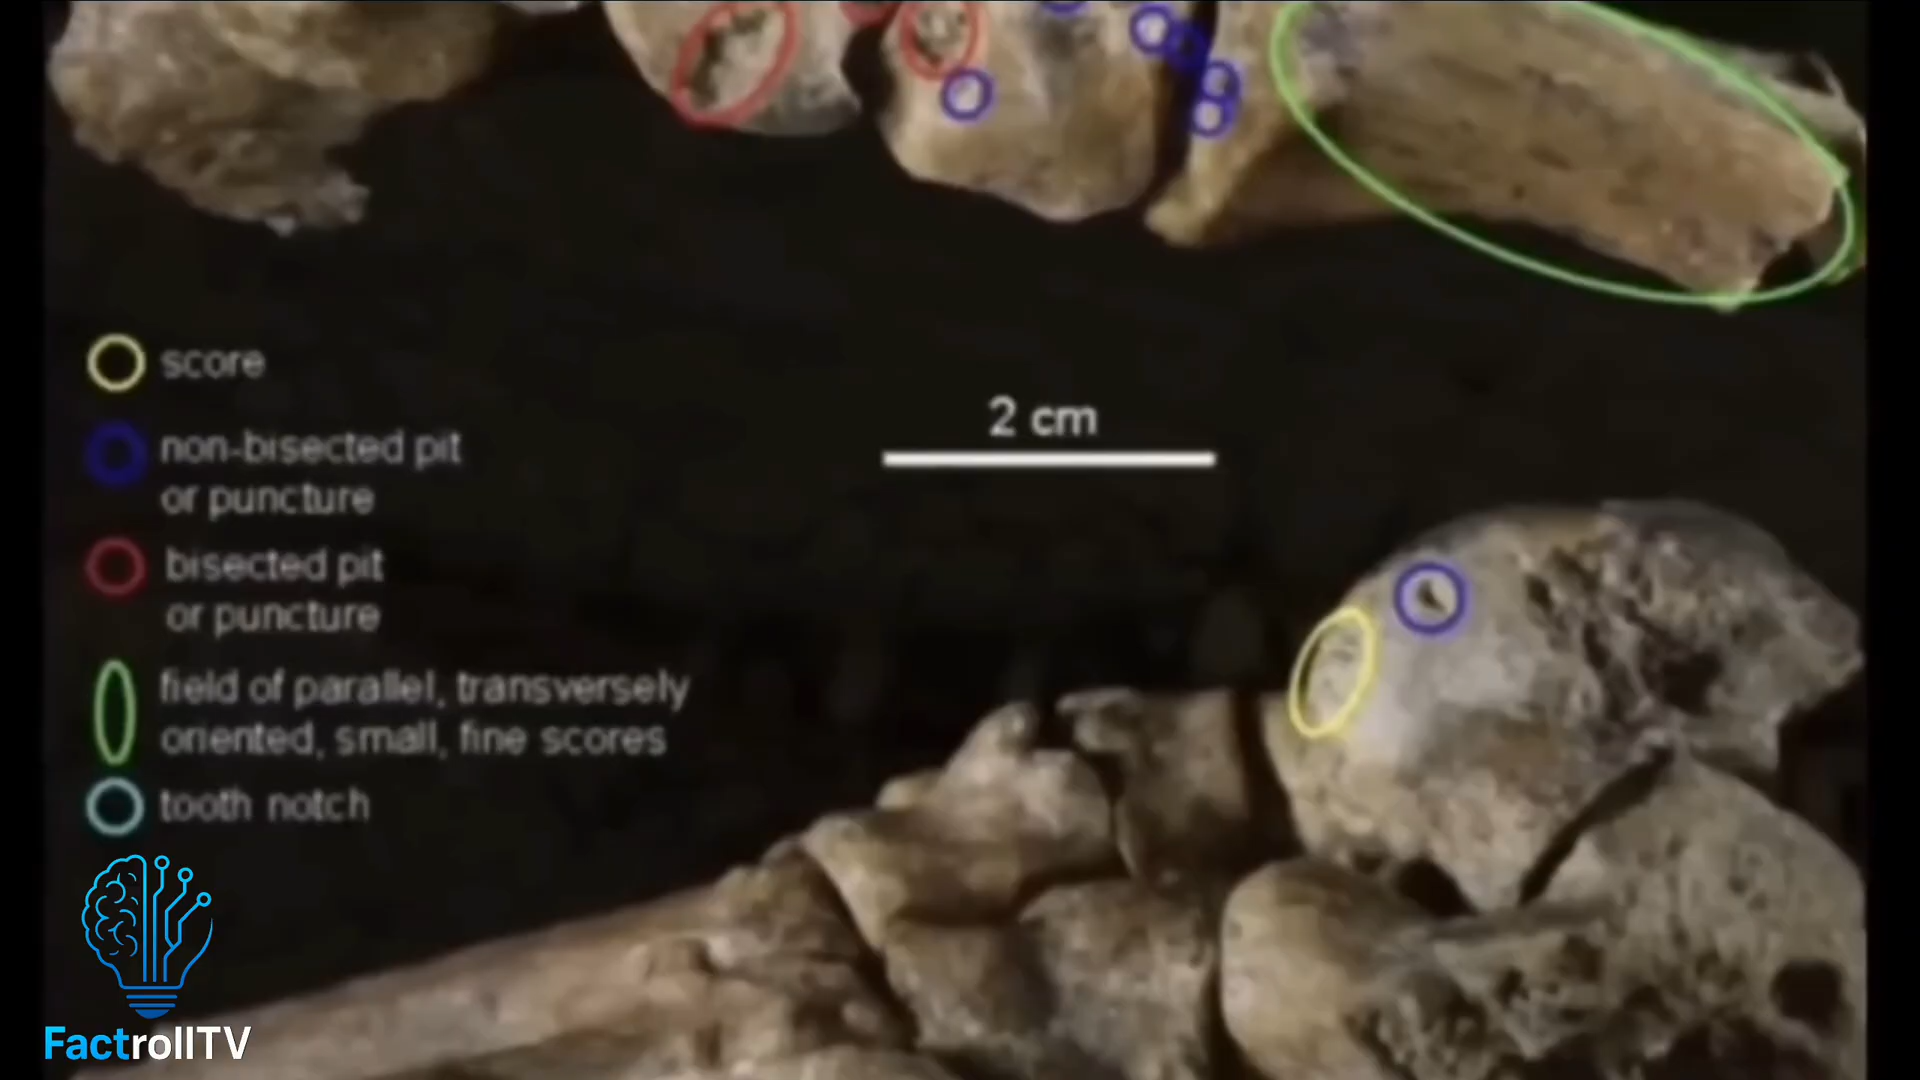 2 cm
score
non-bisected pit
or puncture
bisected pit
or puncture
field of parallel, transversely
oriented, small, fine scores
tooth notch
FactrollTV